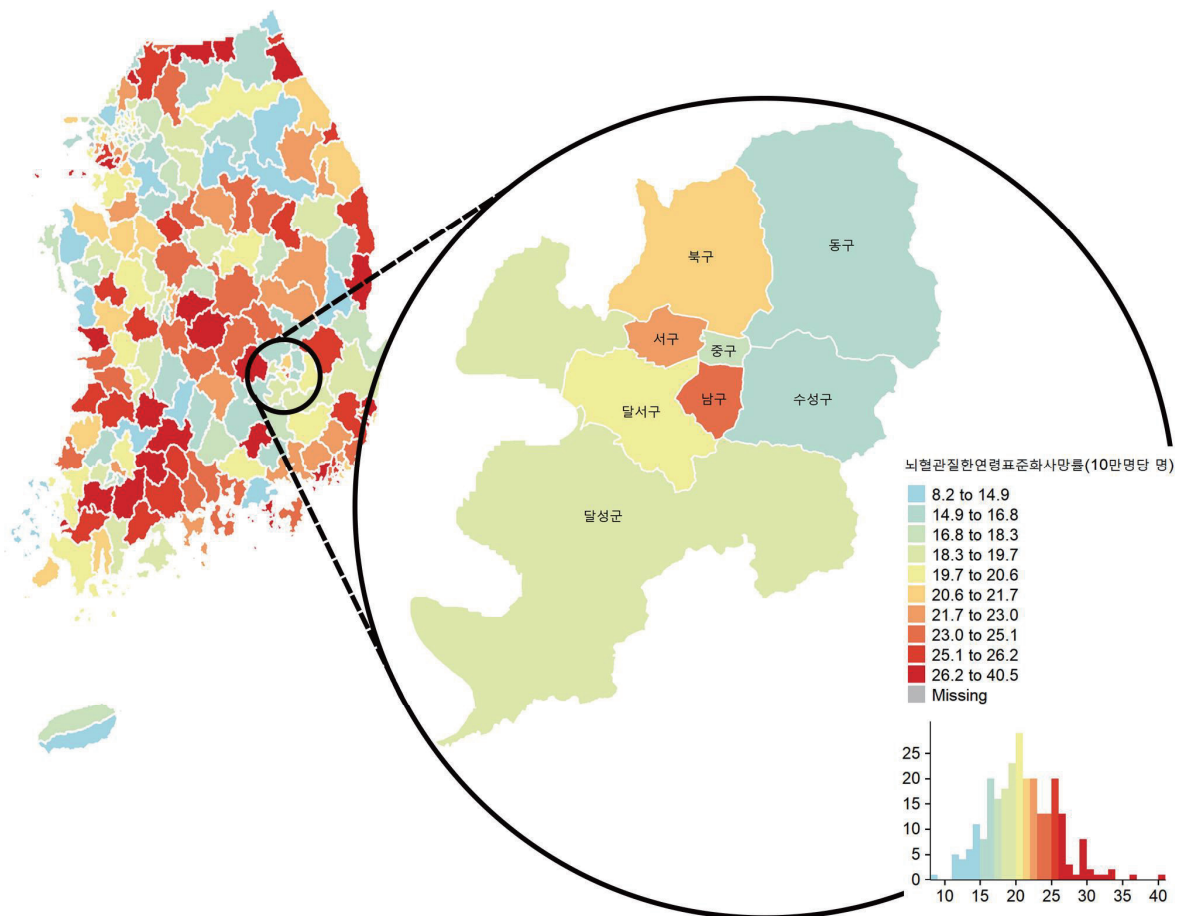 동구
북구
서구
중구
달서구
남구
수성구
달성군
뇌혈관질환연령표준화사망률(10만명당 명)
8.2 to 14.9
14.9 to 16.8
16.8 to 18.3
18.3 to 19.7
19.7 to 20.6
20.6 to 21.7
21.7 to 23.0
23.0 to 25.1
25.1 to 26.2
26.2 to 40.5
Missing
25
20
15
10
5
0
10 15 20 25 30 35 40